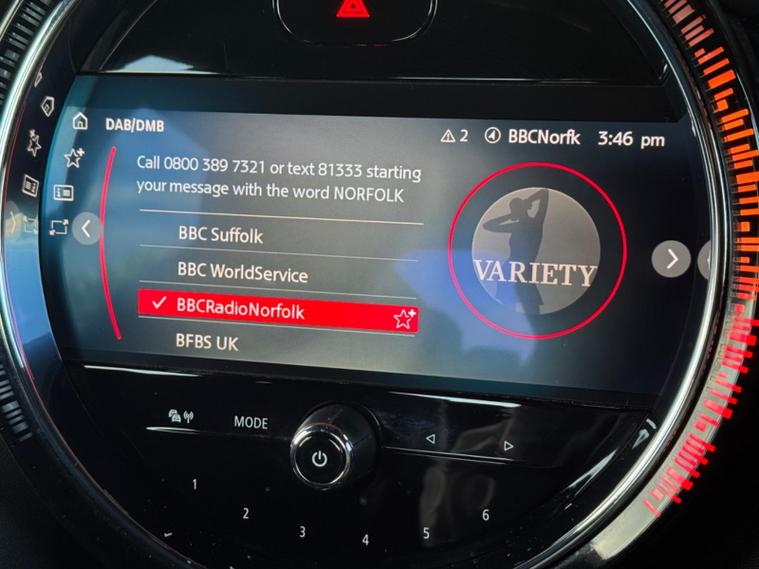 DAB/DMB
2
BBCNorfk
3:46 pm
Call 0800 389 7321 or text 81333 starting
your message with the word NORFOLK
BBC Suffolk
BBC WorldService
BBCRadioNorfolk
BFBS UK
VARIETY
MODE
1
2
3
4
5
6